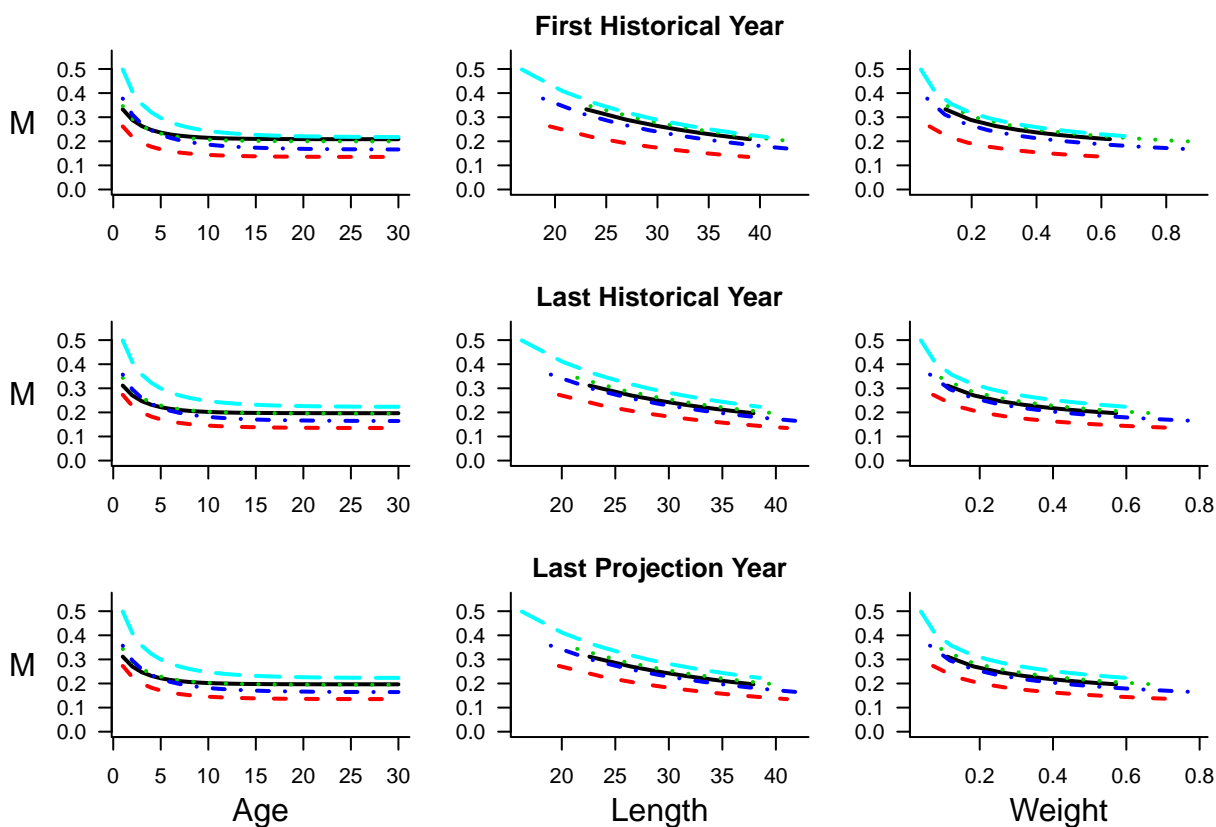 First Historical Year
M
0.5 0.4 0.3 0.2 0.1 0.0
0 5 10 15 20 25 30
20 25 30 35 40
0.2 0.4 0.6 0.8
Last Historical Year
M
0.5 0.4 0.3 0.2 0.1 0.0
0 5 10 15 20 25 30
20 25 30 35 40
0.2 0.4 0.6 0.8
Last Projection Year
M
0.5 0.4 0.3 0.2 0.1 0.0
0 5 10 15 20 25 30
20 25 30 35 40
0.2 0.4 0.6 0.8
Age Length Weight